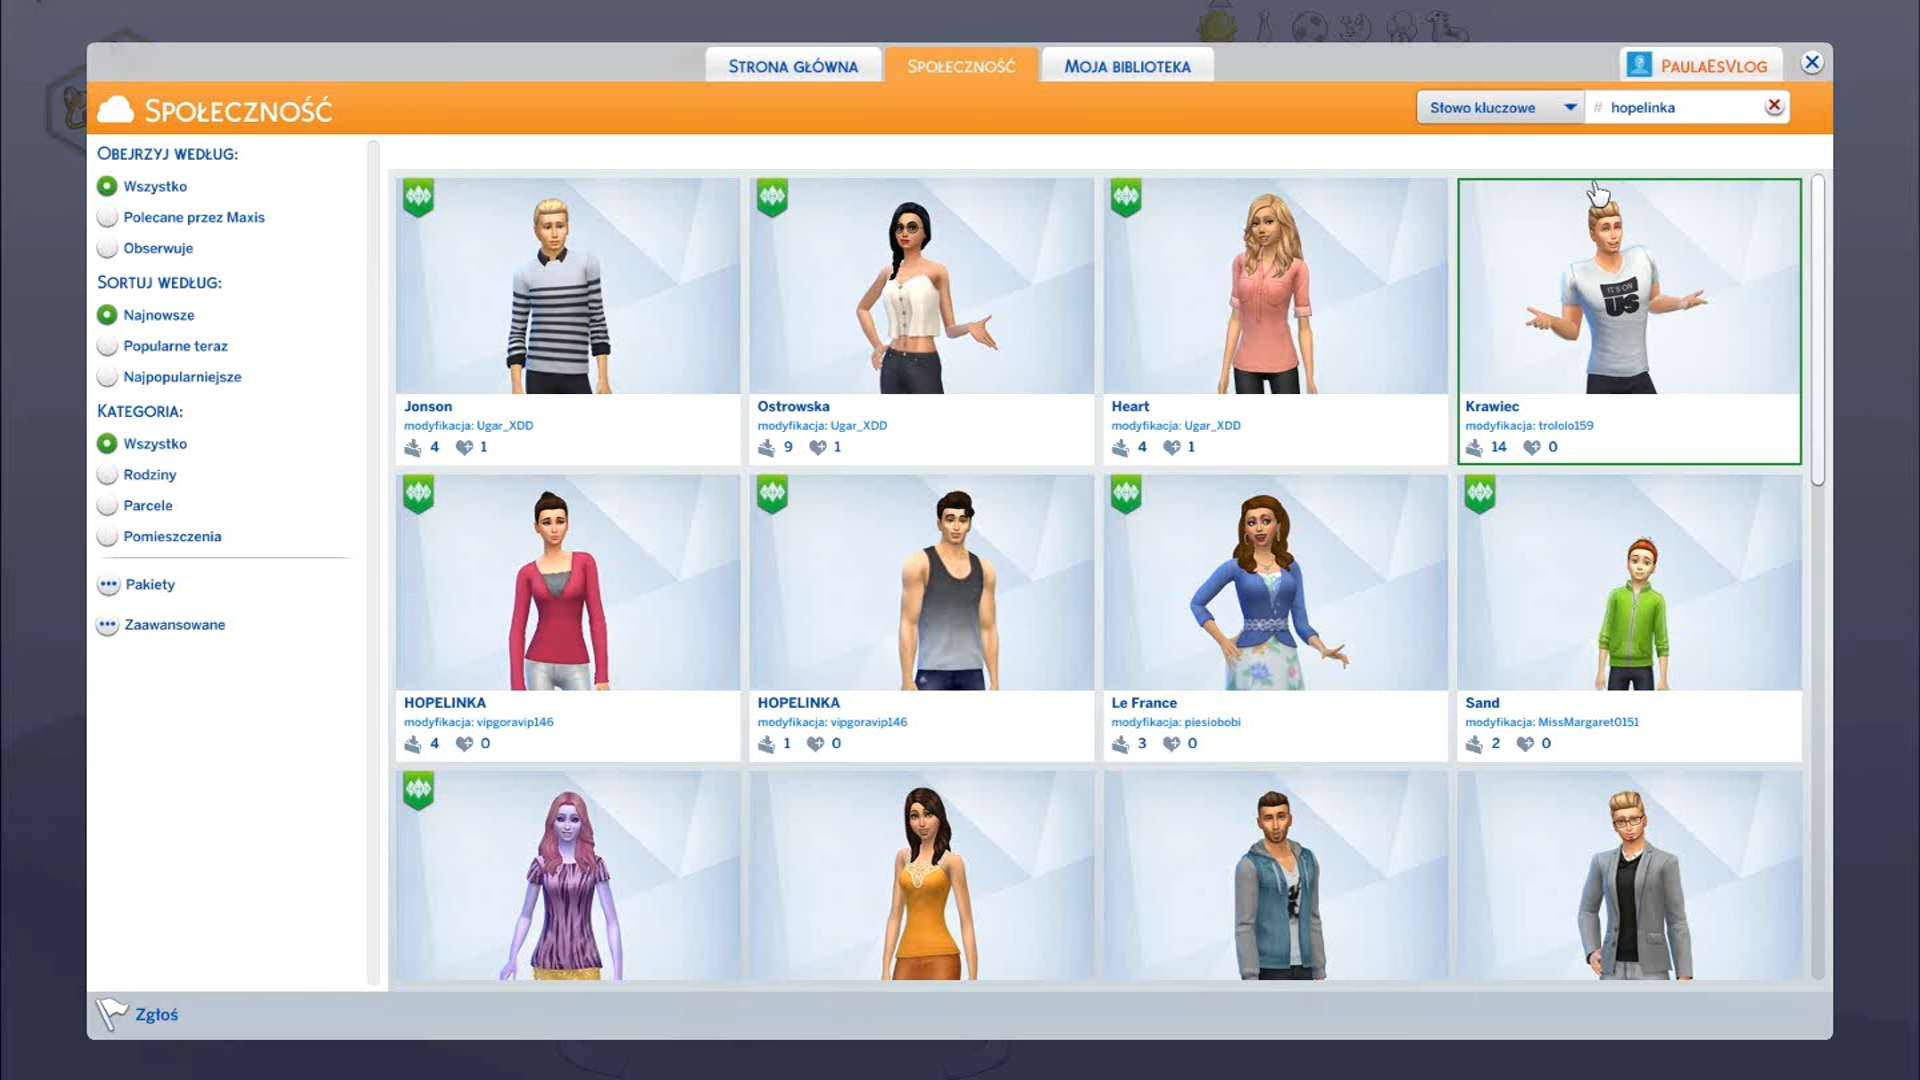 STRONA GŁÓWNA
SPOŁECZNOŚĆ
MOJA BIBLIOTEKA
PAULAESVLOG
SPOŁECZNOŚĆ
Słowo kluczowe
# hopelinka
OBEJRZYJ WEDŁUG:
Wszystko
Polecane przez Maxis
Obserwuje
SORTUJ WEDŁUG:
Najnowsze
Popularne teraz
Najpopularniejsze
KATEGORIA:
Wszystko
Rodziny
Parcele
Pomieszczenia
Pakiety
Zaawansowane
IT'S ON
US
Jonson
modyfikacja: Ugar_XDD
4 1
Ostrowska
modyfikacja: Ugar_XDD
9 1
Heart
modyfikacja: Ugar_XDD
4 1
Krawiec
modyfikacja: trololo159
14 0
HOPELINKA
modyfikacja: vipgoravip146
4 0
HOPELINKA
modyfikacja: vipgoravip146
1 0
Le France
modyfikacja: piesiobobi
3 0
Sand
modyfikacja: MissMargaret0151
2 0
Zgłoś